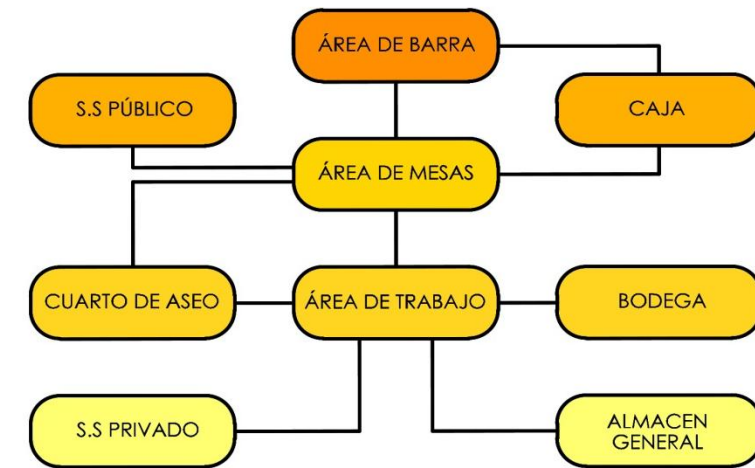 ÁREA DE BARRA
S.S PÚBLICO
CAJA
ÁREA DE MESAS
CUARTO DE ASEO
ÁREA DE TRABAJO
BODEGA
S.S PRIVADO
ALMACEN
GENERAL